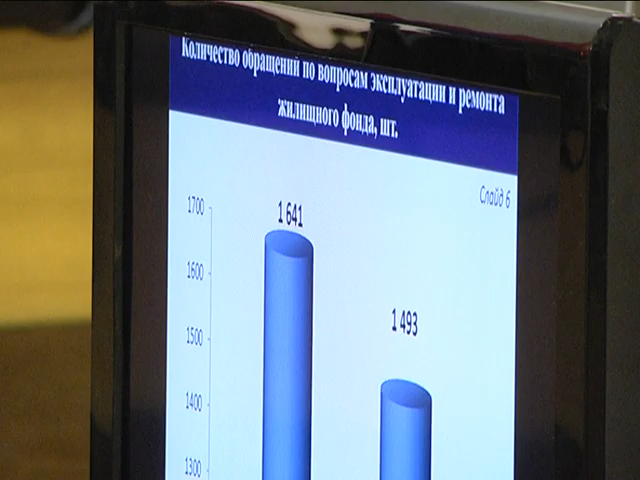 Количество обращений по вопросам эксплуатации и ремонта
жилищного фонда, шт.
Слайд 6
1700
1 641
1600
1 493
1500
1400
1300